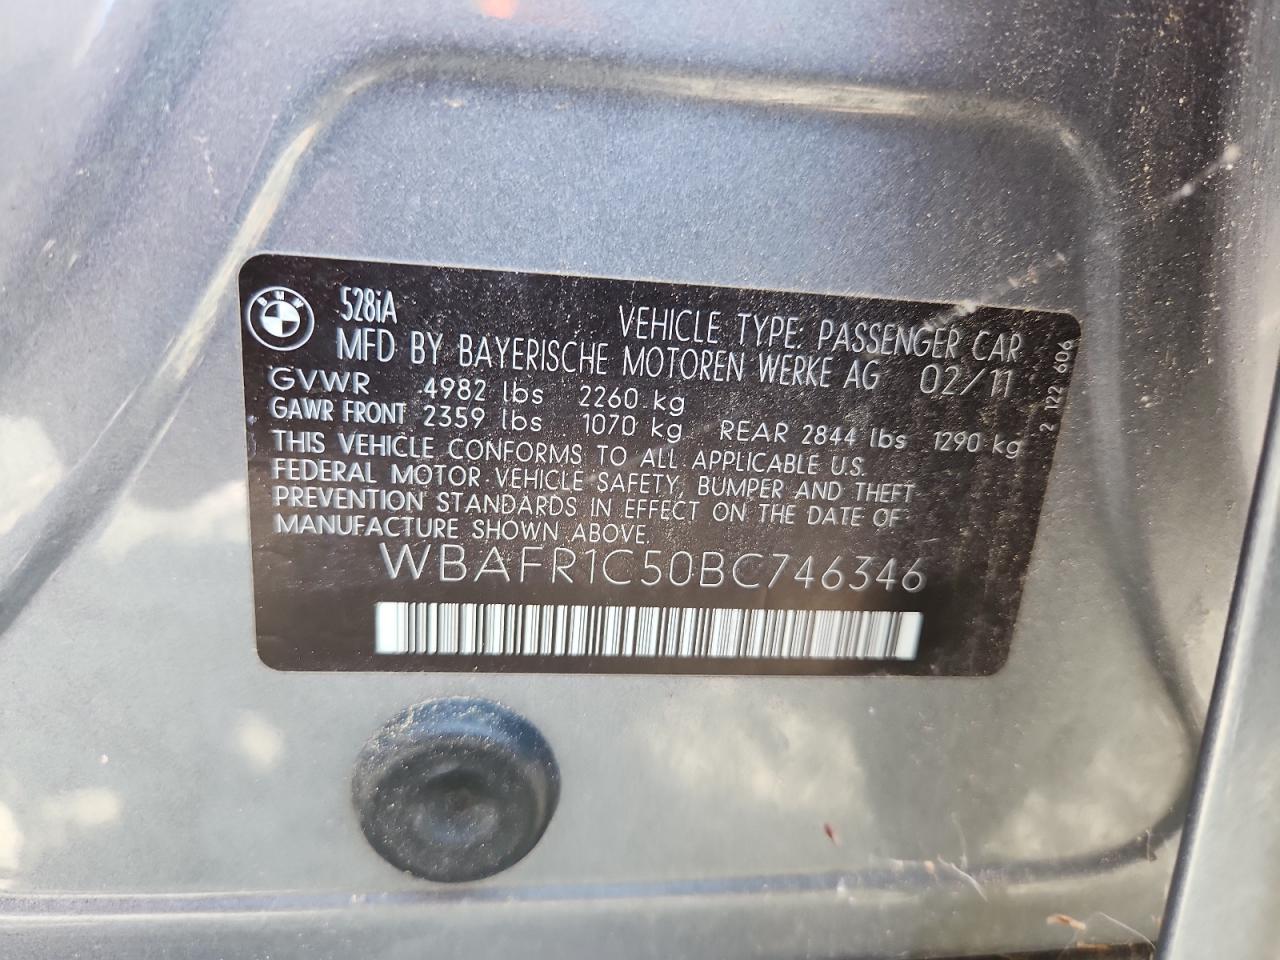 BMW
528iA
VEHICLE TYPE: PASSENGER CAR
MFD BY BAYERISCHE MOTOREN WERKE AG 02/11
GVWR 4982 lbs 2260 kg
GAWR FRONT 2359 lbs 1070 kg REAR 2844 lbs 1290 kg
THIS VEHICLE CONFORMS TO ALL APPLICABLE U.S.
FEDERAL MOTOR VEHICLE SAFETY, BUMPER AND THEFT
PREVENTION STANDARDS IN EFFECT ON THE DATE OF
MANUFACTURE SHOWN ABOVE.
WBAFR1C50BC746346
2 122 606